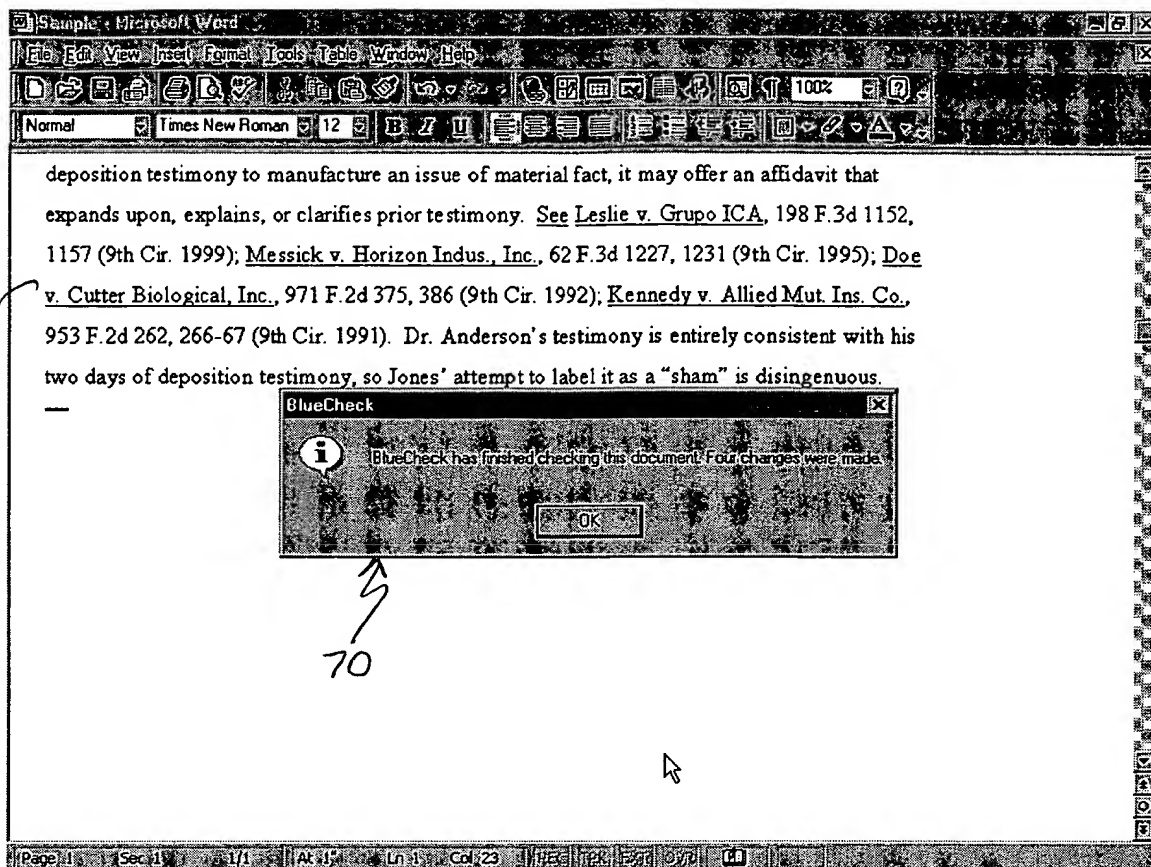 Sample - Microsoft Word
File Edit View Insert Format Tools Table Window Help
100%
Normal Times New Roman 12 B I U A
deposition testimony to manufacture an issue of material fact, it may offer an affidavit that
expands upon, explains, or clarifies prior testimony. See Leslie v. Grupo ICA, 198 F.3d 1152,
1157 (9th Cir. 1999); Messick v. Horizon Indus., Inc., 62 F.3d 1227, 1231 (9th Cir. 1995); Doe
v. Cutter Biological, Inc., 971 F.2d 375, 386 (9th Cir. 1992); Kennedy v. Allied Mut. Ins. Co.,
953 F.2d 262, 266-67 (9th Cir. 1991). Dr. Anderson's testimony is entirely consistent with his
two days of deposition testimony, so Jones' attempt to label it as a “sham” is disingenuous.
BlueCheck
BlueCheck has finished checking this document. Four changes were made.
OK
70
Page 1 Sec 1 1/1 At 1" Ln 1 Col 23 REC TRK EXT OVR